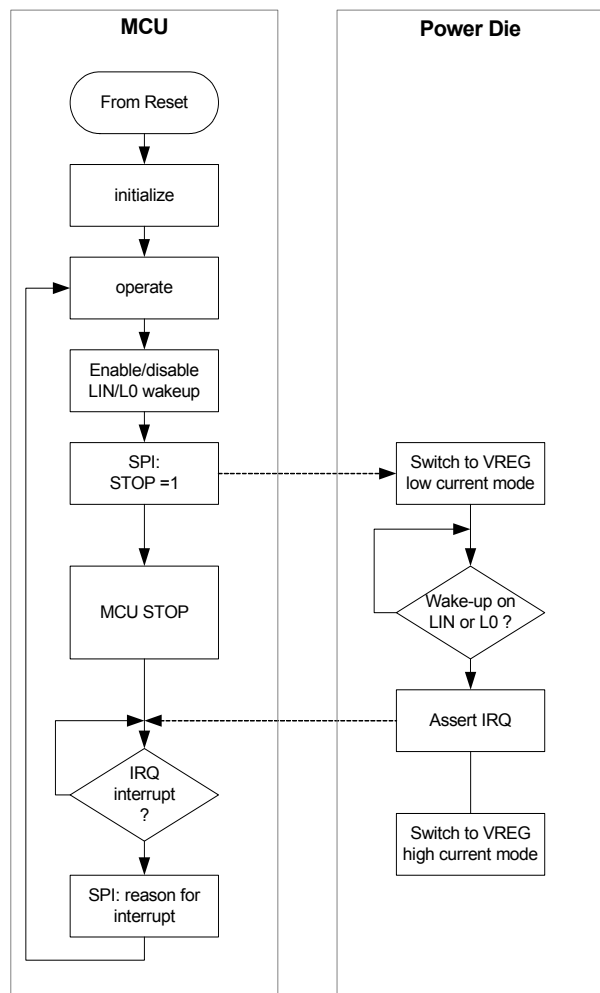 MCU
From Reset
initialize
operate
Enable/disable
LIN/L0 wakeup
SPI:
STOP =1
MCU STOP
IRQ
interrupt
?
SPI: reason for
interrupt
Power Die
Switch to VREG
low current mode
Wake-up on
LIN or L0 ?
Assert IRQ
Switch to VREG
high current mode